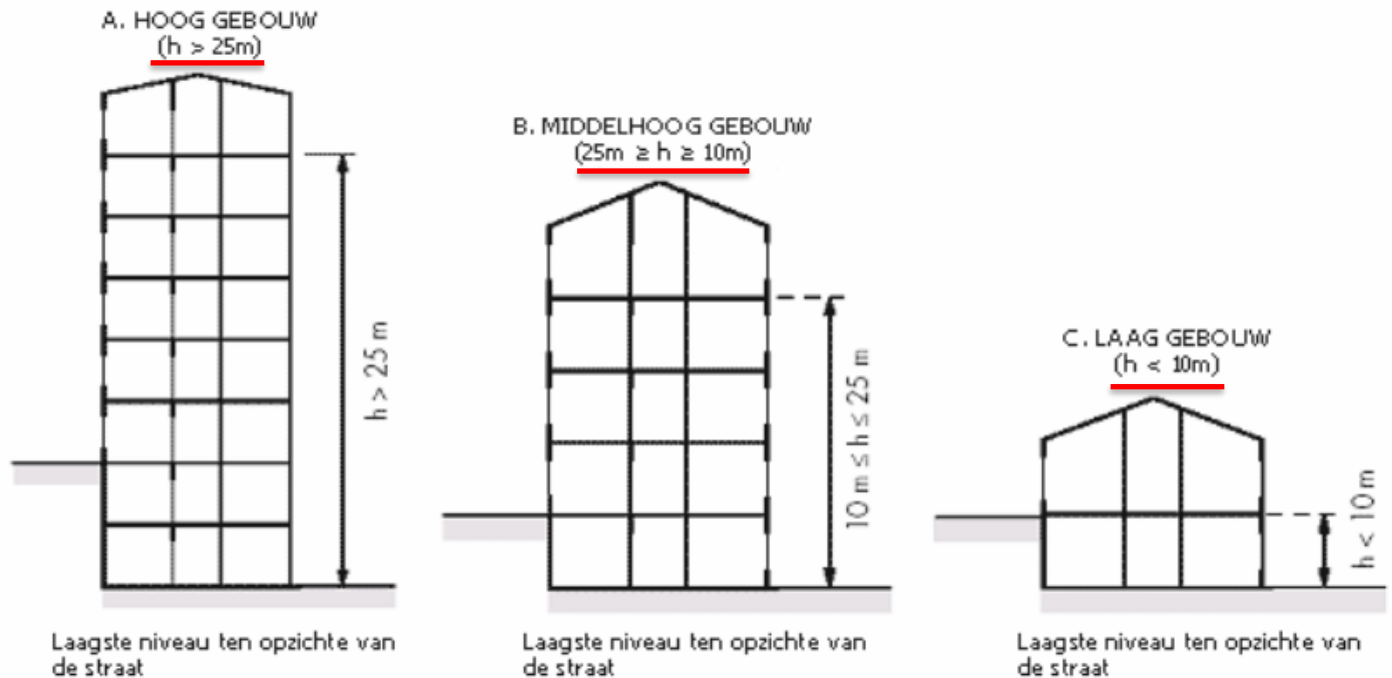 A. HOOG GEBOUW
(h > 25m)
h > 25 m
Laagste niveau ten opzichte van
de straat
B. MIDDELHOOG GEBOUW
(25m ≥ h ≥ 10m)
10 m ≤ h ≤ 25 m
Laagste niveau ten opzichte van
de straat
C. LAAG GEBOUW
(h < 10m)
h < 10 m
Laagste niveau ten opzichte van
de straat